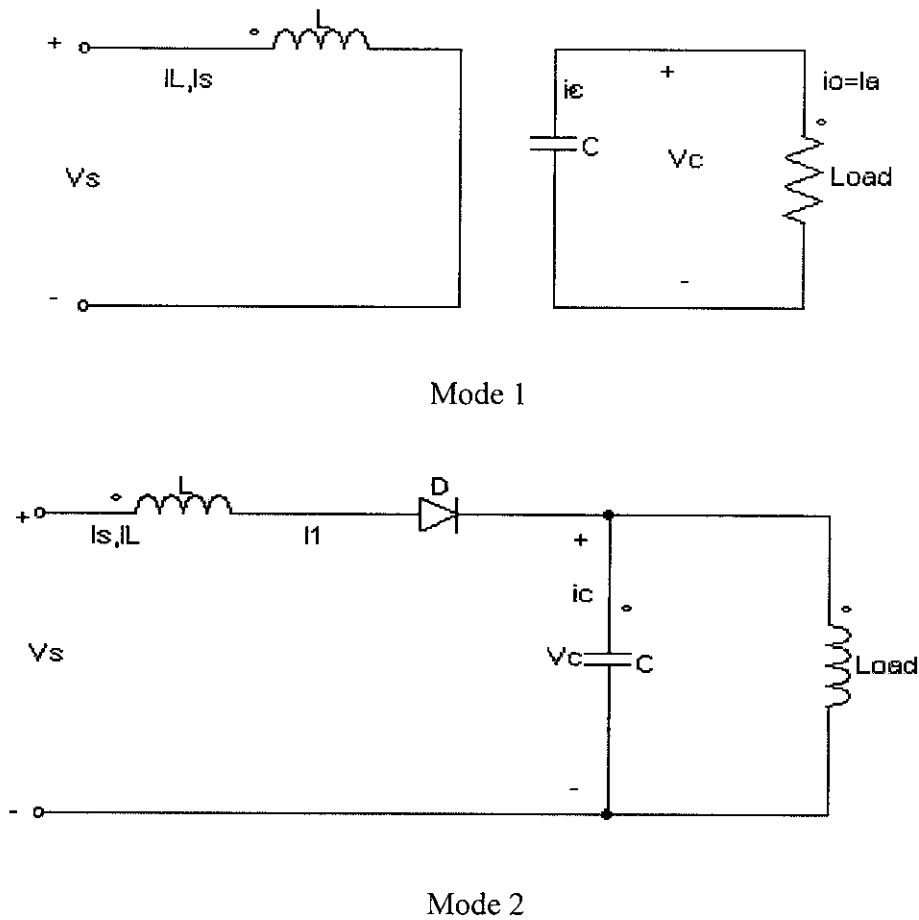 L
+
IL,Is
Vs
-
ic
C
+
Vc
-
io=Ia
Load
Mode 1
L
D
+
Is,IL
I1
+
ic
Vs
Vc
C
Load
-
-
Mode 2